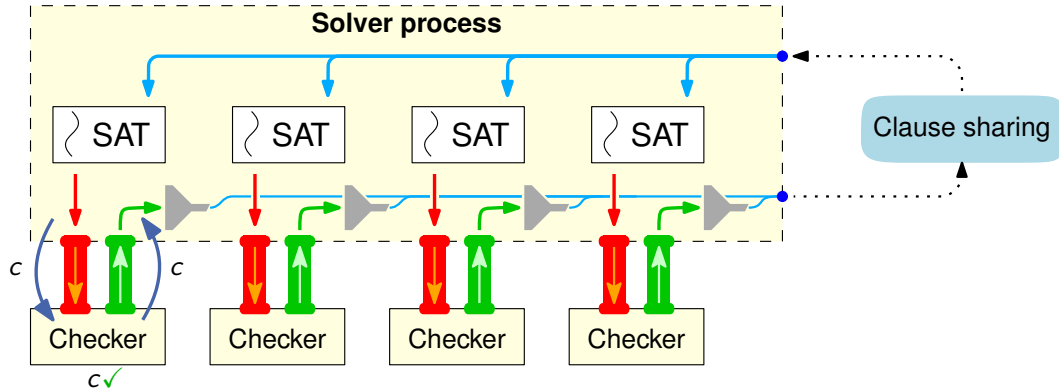 Solver process
SAT SAT SAT SAT
Clause sharing
c c
Checker Checker Checker Checker
c✓